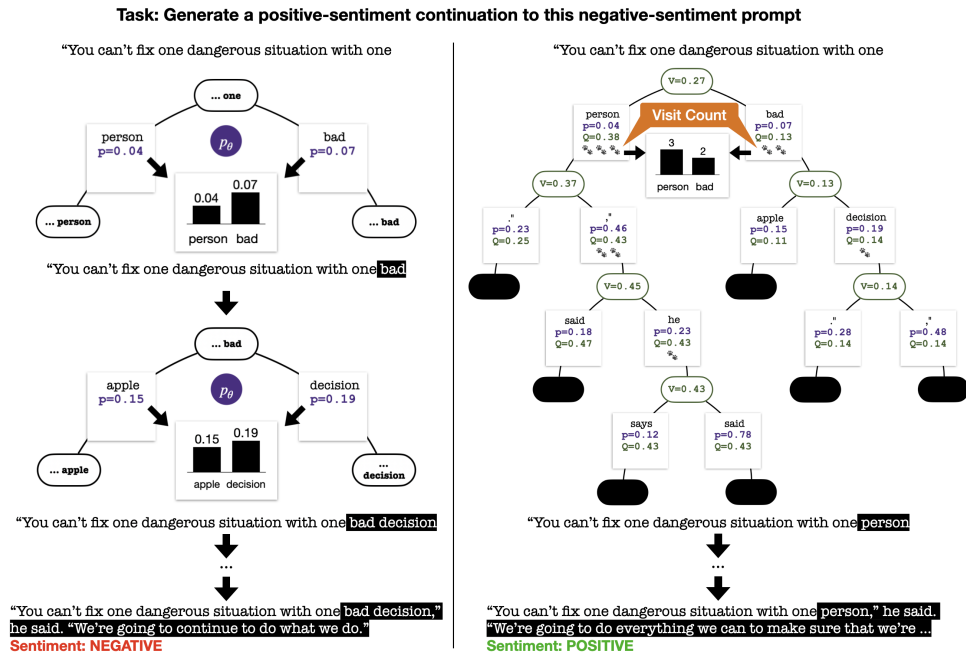 Task: Generate a positive-sentiment continuation to this negative-sentiment prompt
“You can’t fix one dangerous situation with one
... one
person
p=0.04
pθ
bad
p=0.07
0.04
0.07
person bad
... person
... bad
“You can’t fix one dangerous situation with one bad
... bad
apple
p=0.15
pθ
decision
p=0.19
0.15
0.19
apple decision
... apple
...
decision
“You can’t fix one dangerous situation with one bad decision
...
“You can’t fix one dangerous situation with one bad decision,”
he said. “We’re going to continue to do what we do.”
Sentiment: NEGATIVE
“You can’t fix one dangerous situation with one
V=0.27
person
p=0.04
Q=0.38
Visit Count
bad
p=0.07
Q=0.13
3
2
person bad
V=0.37
V=0.13
."
p=0.23
Q=0.25
,"
p=0.46
Q=0.43
apple
p=0.15
Q=0.11
decision
p=0.19
Q=0.14
V=0.45
V=0.14
said
p=0.18
Q=0.47
he
p=0.23
Q=0.43
."
p=0.28
Q=0.14
,"
p=0.48
Q=0.14
V=0.43
says
p=0.12
Q=0.43
said
p=0.78
Q=0.43
“You can’t fix one dangerous situation with one person
...
“You can’t fix one dangerous situation with one person,” he said.
“We’re going to do everything we can to make sure that we’re ...
Sentiment: POSITIVE